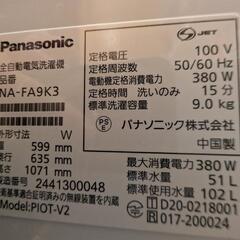 Panasonic
全自動電気洗濯機
品番
NA-FA9K3
外形寸法 W
599 mm
635 mm
1071 mm
2441300048
Model:PIOT-V2
S-JET
定格電圧 100 V
定格周波数 50/60 Hz
電動機定格消費電力 380 W
定格時間 洗いのみ 15 分
標準洗濯容量 9.0 kg
PS
E
パナソニック株式会社
中国製
最大消費電力 380 W
標準水量 51 L
標準使用水量 102 L
D20-0218001
017-200024